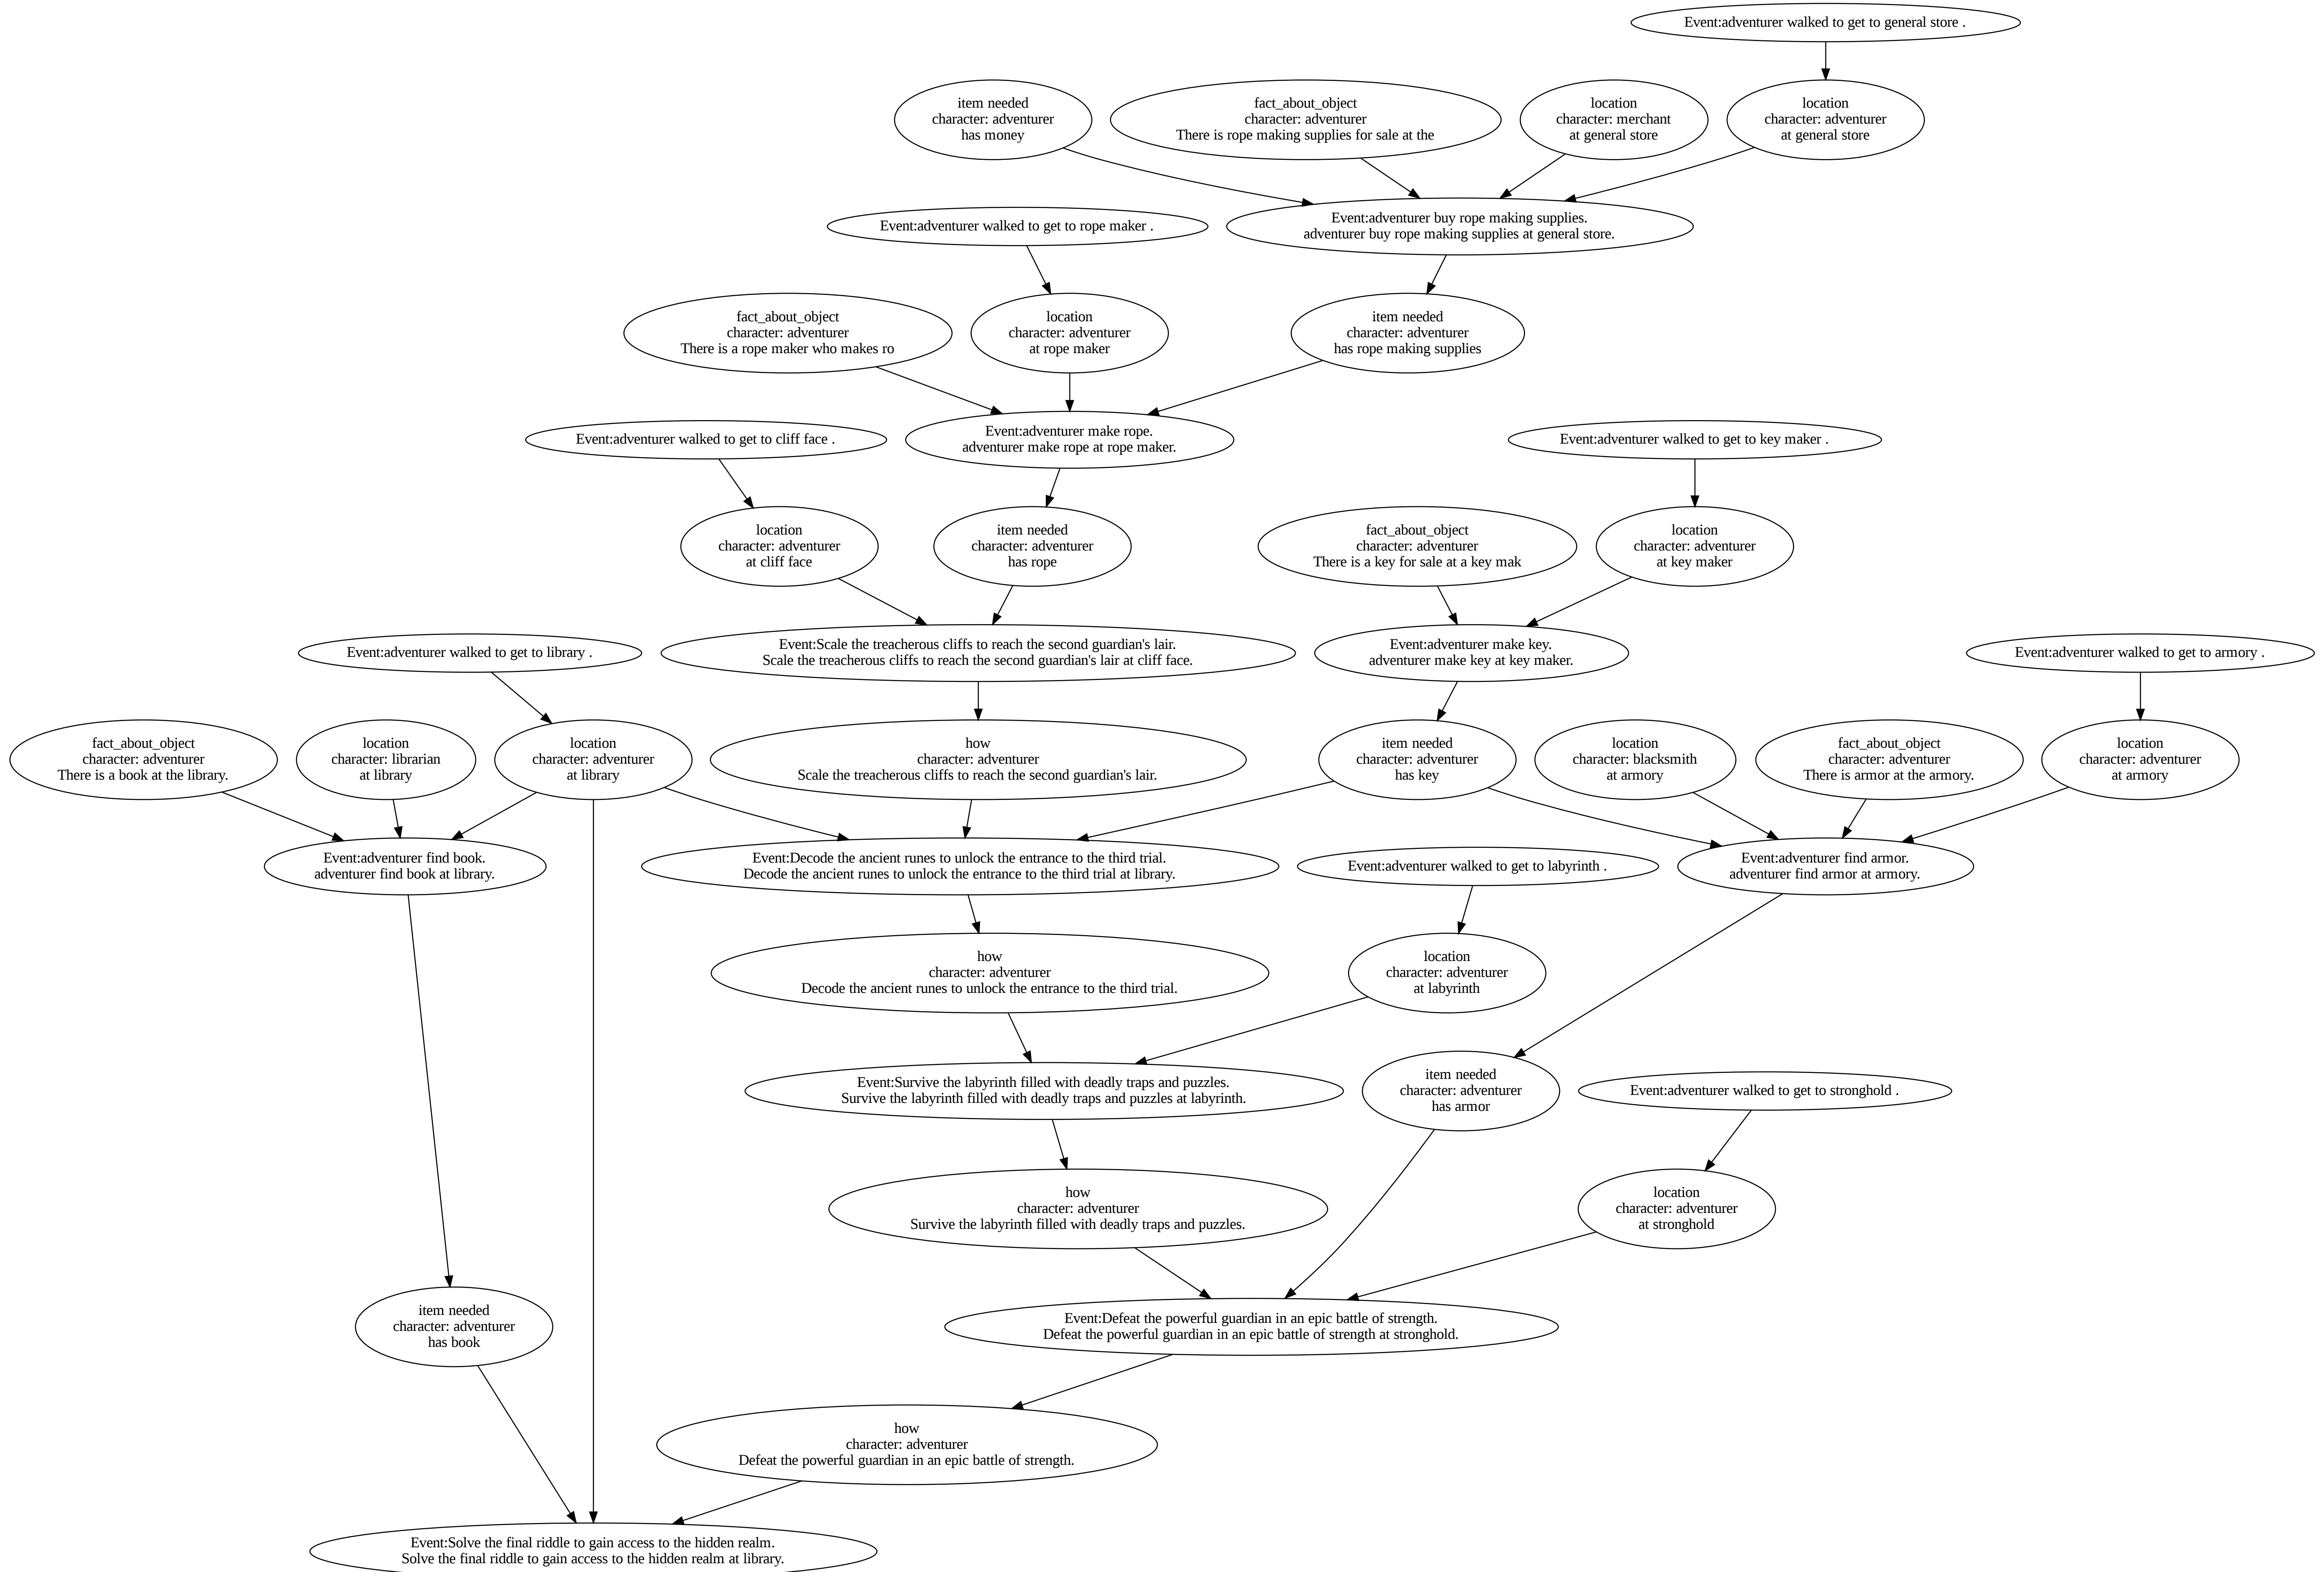 Event:adventurer walked to get to general store .
item needed
character: adventurer
has money
fact_about_object
character: adventurer
There is rope making supplies for sale at the
location
character: merchant
at general store
location
character: adventurer
at general store
Event:adventurer walked to get to rope maker .
Event:adventurer buy rope making supplies.
adventurer buy rope making supplies at general store.
fact_about_object
character: adventurer
There is a rope maker who makes ro
location
character: adventurer
at rope maker
item needed
character: adventurer
has rope making supplies
Event:adventurer walked to get to cliff face .
Event:adventurer make rope.
adventurer make rope at rope maker.
Event:adventurer walked to get to key maker .
location
character: adventurer
at cliff face
item needed
character: adventurer
has rope
fact_about_object
character: adventurer
There is a key for sale at a key mak
location
character: adventurer
at key maker
Event:adventurer walked to get to library .
Event:Scale the treacherous cliffs to reach the second guardian's lair.
Scale the treacherous cliffs to reach the second guardian's lair at cliff face.
Event:adventurer make key.
adventurer make key at key maker.
Event:adventurer walked to get to armory .
fact_about_object
character: adventurer
There is a book at the library.
location
character: librarian
at library
location
character: adventurer
at library
how
character: adventurer
Scale the treacherous cliffs to reach the second guardian's lair.
item needed
character: adventurer
has key
location
character: blacksmith
at armory
fact_about_object
character: adventurer
There is armor at the armory.
location
character: adventurer
at armory
Event:adventurer find book.
adventurer find book at library.
Event:Decode the ancient runes to unlock the entrance to the third trial.
Decode the ancient runes to unlock the entrance to the third trial at library.
Event:adventurer walked to get to labyrinth .
Event:adventurer find armor.
adventurer find armor at armory.
how
character: adventurer
Decode the ancient runes to unlock the entrance to the third trial.
location
character: adventurer
at labyrinth
Event:Survive the labyrinth filled with deadly traps and puzzles.
Survive the labyrinth filled with deadly traps and puzzles at labyrinth.
item needed
character: adventurer
has armor
Event:adventurer walked to get to stronghold .
how
character: adventurer
Survive the labyrinth filled with deadly traps and puzzles.
location
character: adventurer
at stronghold
item needed
character: adventurer
has book
Event:Defeat the powerful guardian in an epic battle of strength.
Defeat the powerful guardian in an epic battle of strength at stronghold.
how
character: adventurer
Defeat the powerful guardian in an epic battle of strength.
Event:Solve the final riddle to gain access to the hidden realm.
Solve the final riddle to gain access to the hidden realm at library.